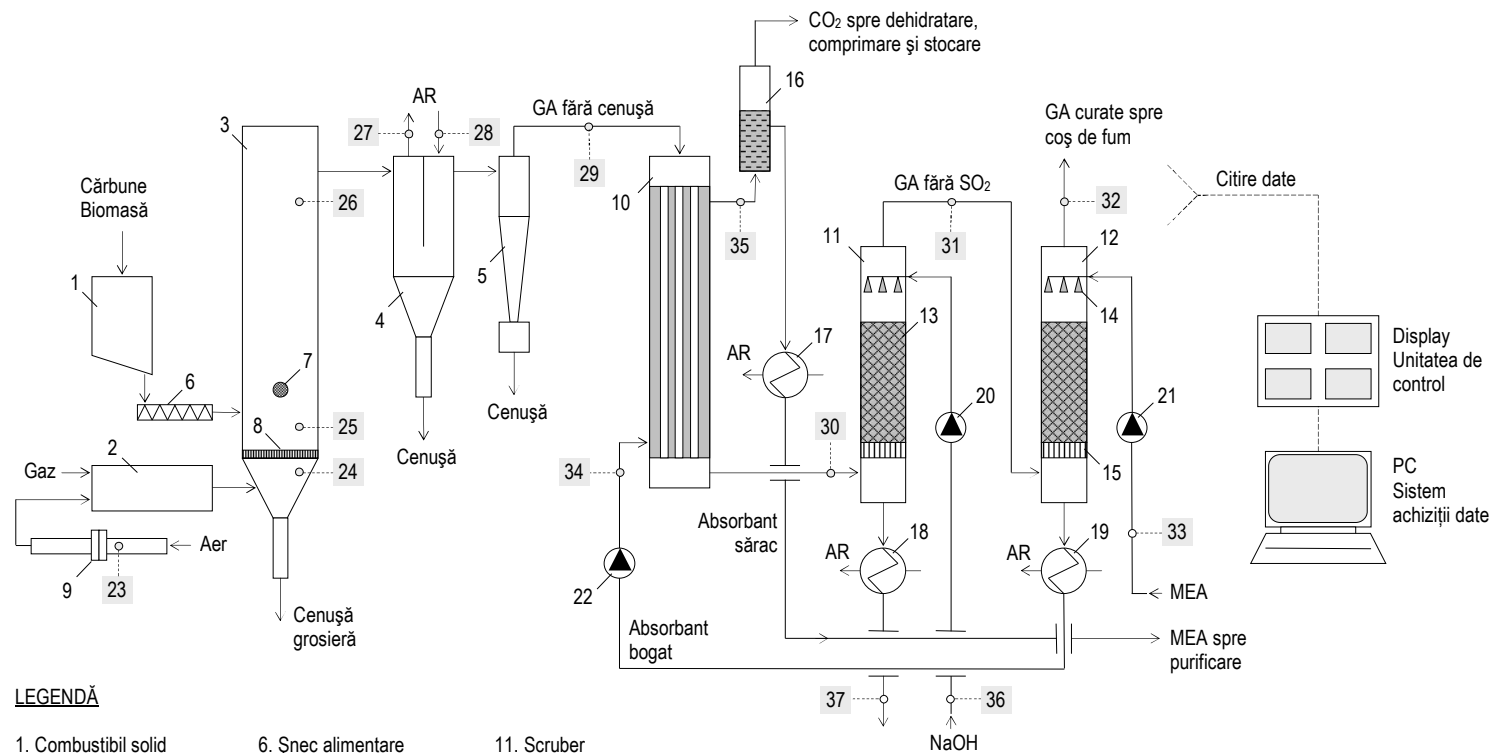 CO₂ spre dehidratare,
comprimare şi stocare
16
AR
GA fără cenuşă
GA curate spre
coş de fum
3
27
28
29
10
Cărbune
Biomasă
26
35
GA fără SO₂
31
32
Citire date
11
12
1
5
4
13
14
17
AR
Display
Unitatea de
control
7
6
Cenuşă
20
21
25
8
Cenuşă
30
15
2
Gaz
24
34
PC
Sistem
achiziții date
Absorbant
sărac
Aer
9
23
18
AR
19
AR
33
22
MEA
Cenuşă
grosieră
Absorbant
bogat
MEA spre
purificare
LEGENDĂ
37
36
NaOH
1. Combustibil solid
6. Şnec alimentare
11. Scruber